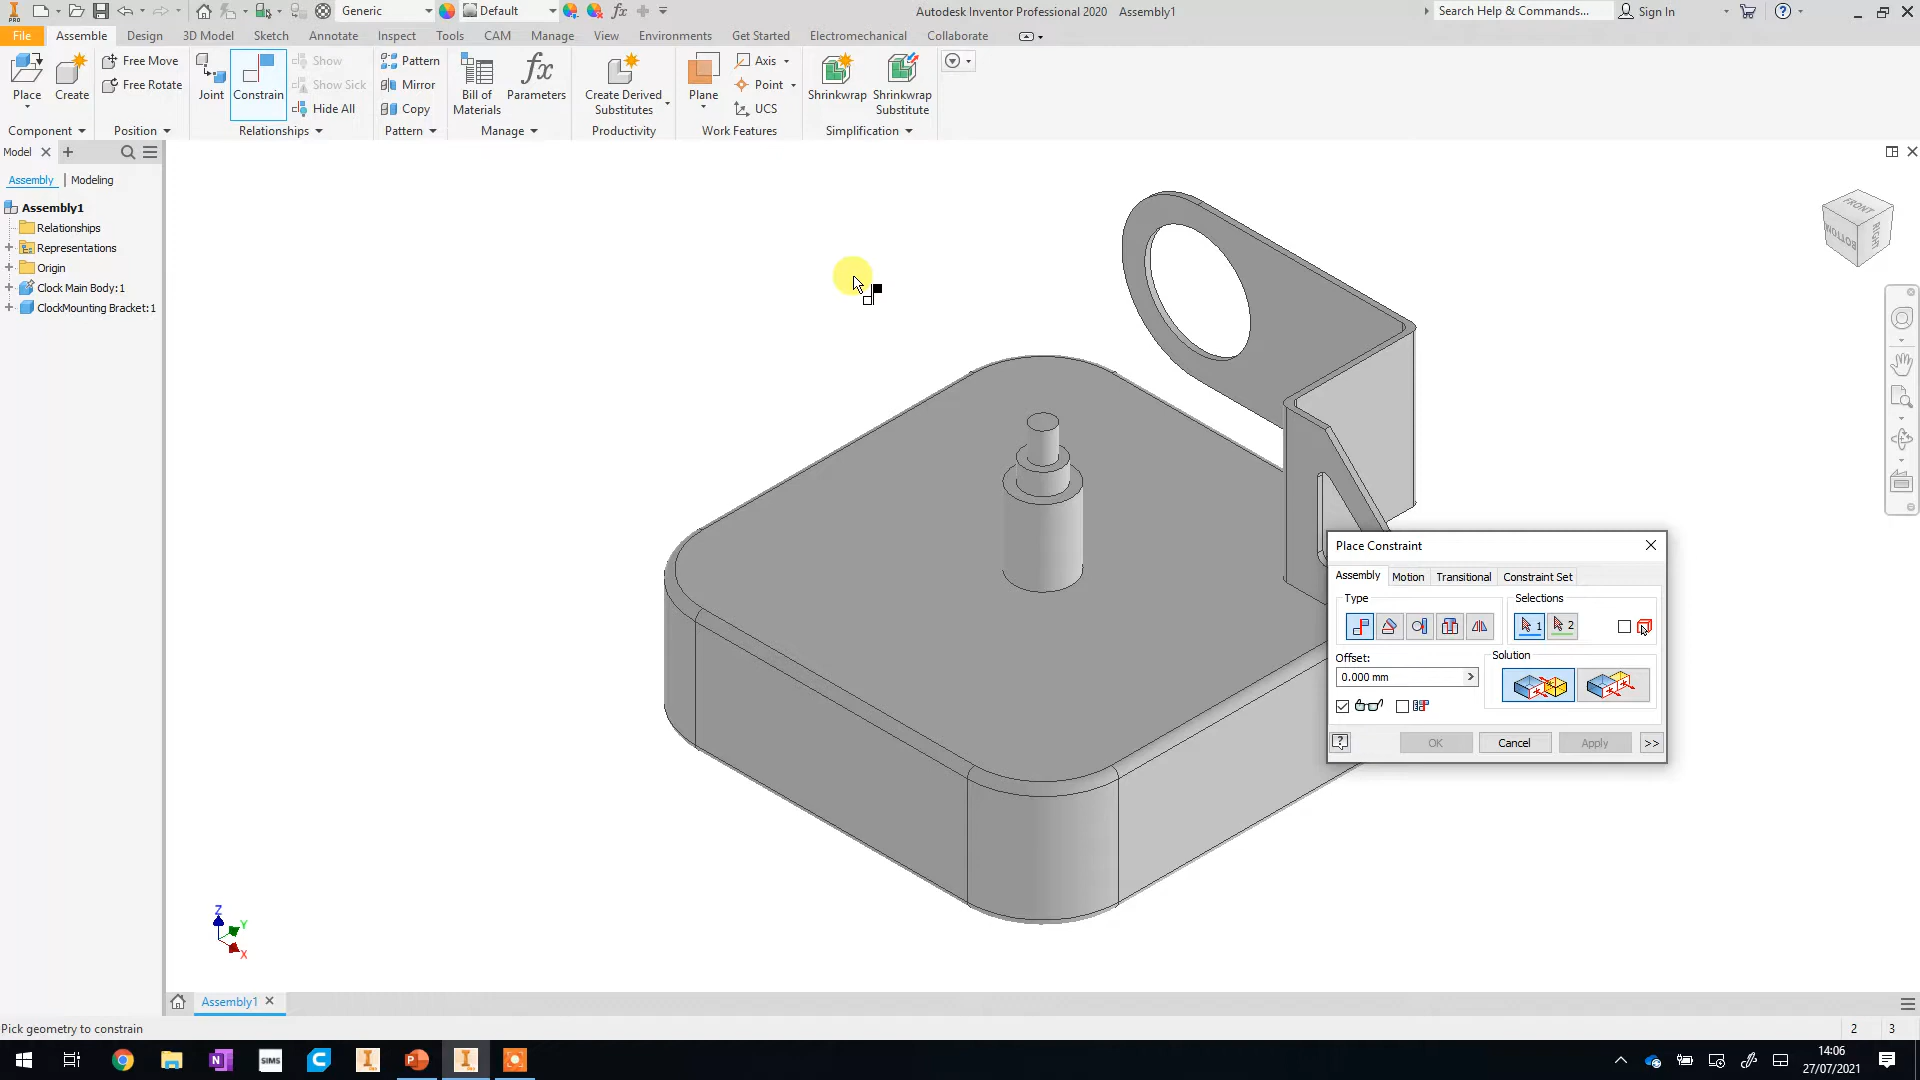 Generic
Default
Autodesk Inventor Professional 2020 Assembly1
Search Help & Commands...
Sign In
File Assemble Design 3D Model Sketch Annotate Inspect Tools CAM Manage View Environments Get Started Electromechanical Collaborate
Place
Create
Free Move
Free Rotate
Joint
Constrain
Show
Show Sick
Hide All
Pattern
Mirror
Copy
Bill of
Materials
Parameters
Create Derived
Substitutes
Plane
Axis
Point
UCS
Shrinkwrap
Shrinkwrap
Substitute
Component Position Relationships Pattern Manage Productivity Work Features Simplification
Model
Assembly Modeling
Assembly1
Relationships
Representations
Origin
Clock Main Body:1
ClockMounting Bracket:1
FRONT
BOTTOM
RIGHT
Place Constraint
Assembly Motion Transitional Constraint Set
Type
Selections
1
2
Offset:
0.000 mm
Solution
OK Cancel Apply >>
Z
Y
X
Assembly1
Pick geometry to constrain
2 3
SIMS
14:06
27/07/2021